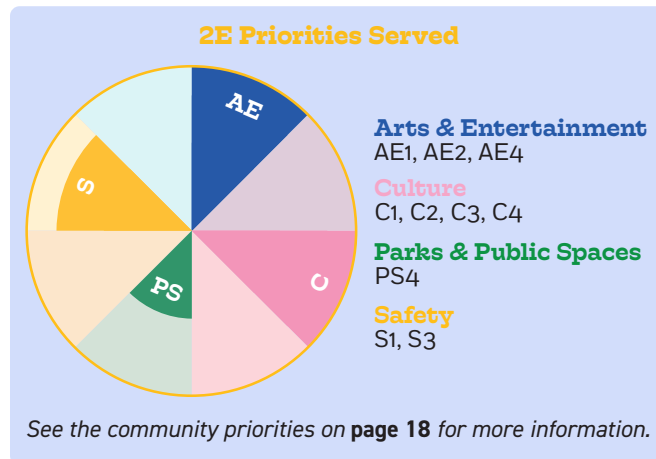 2E Priorities Served
AE
S
PS
C
Arts & Entertainment
AE1, AE2, AE4
Culture
C1, C2, C3, C4
Parks & Public Spaces
PS4
Safety
S1, S3
See the community priorities on page 18 for more information.